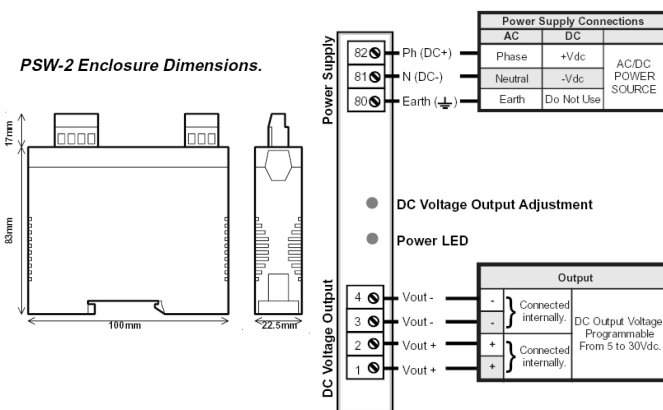 PSW-2 Enclosure Dimensions.
17mm
83mm
100mm
22.5mm
Power Supply
82 Ph (DC+)
81 N (DC-)
80 Earth (⏚)
Power Supply Connections
AC DC
Phase +Vdc
Neutral -Vdc
Earth Do Not Use
AC/DC
POWER
SOURCE
DC Voltage Output Adjustment
Power LED
DC Voltage Output
4 Vout -
3 Vout -
2 Vout +
1 Vout +
Output
-
-
} Connected
internally.
+
+
} Connected
internally.
DC Output Voltage
Programmable
From 5 to 30Vdc.